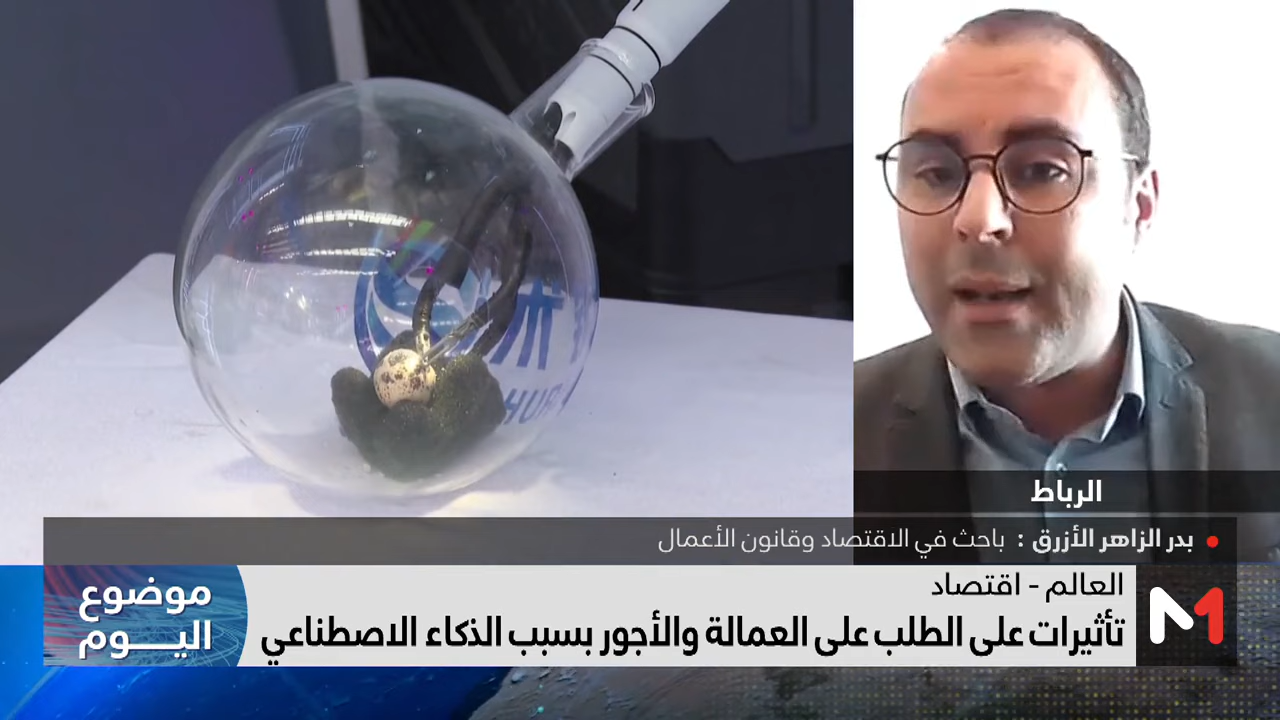 الرباط
بدر الزاهر الأزرق : باحث في الاقتصاد وقانون الأعمال
العالم - اقتصاد
تأثيرات على الطلب على العمالة والأجور بسبب الذكاء الاصطناعي
موضوع
اليـــوم
M1